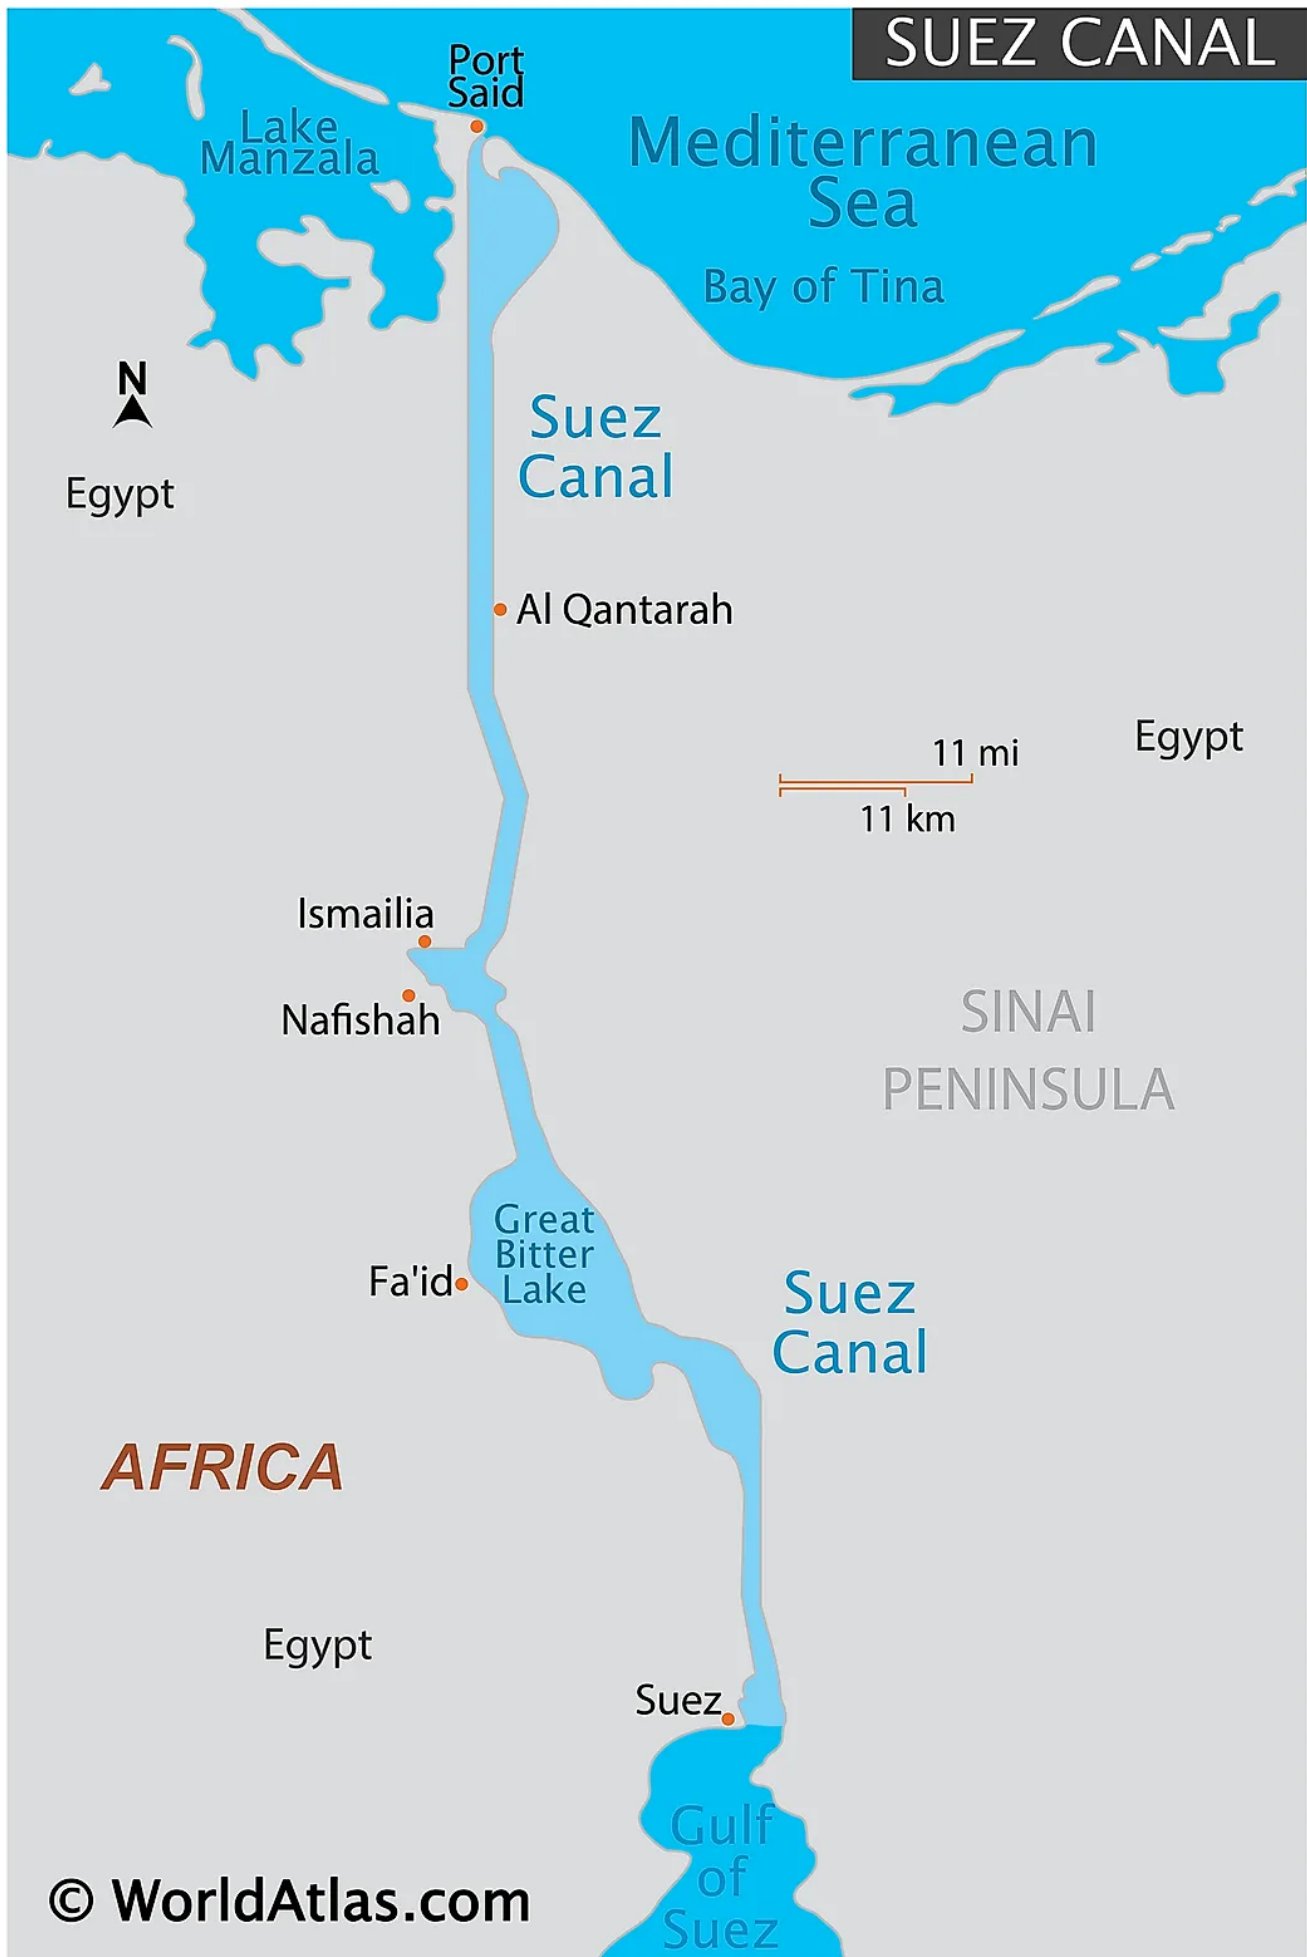 SUEZ CANAL
Port
Said
Lake
Manzala
Mediterranean
Sea
Bay of Tina
N
Suez
Canal
Egypt
Al Qantarah
Egypt
11 mi
11 km
Ismailia
Nafishah
SINAI
PENINSULA
Great
Bitter
Lake
Fa'id
Suez
Canal
AFRICA
Egypt
Suez
Gulf
of
Suez
© WorldAtlas.com